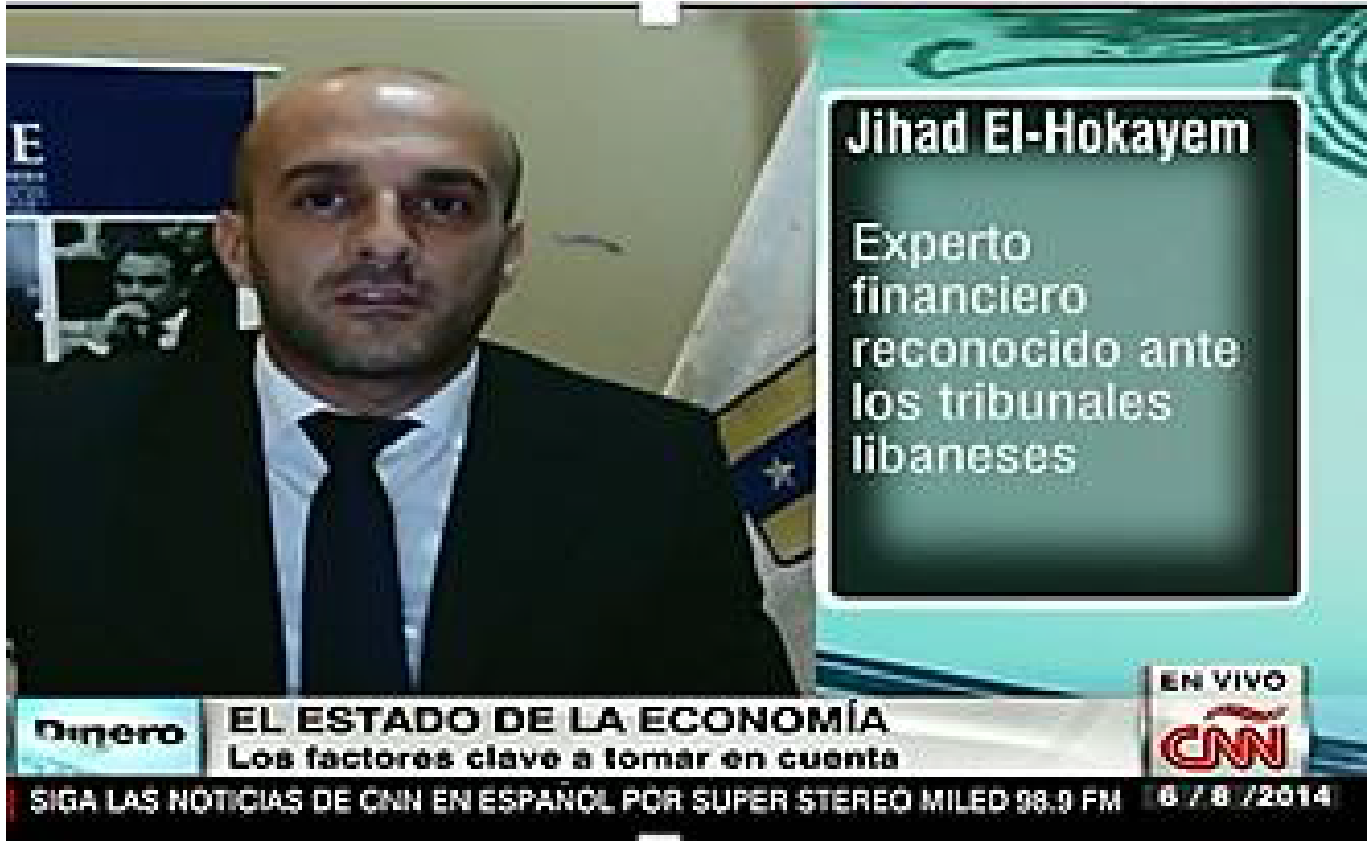 E
Jihad El-Hokayem
Experto
financiero
reconocido ante
los tribunales
libaneses
EN VIVO
CNN
Dinero
EL ESTADO DE LA ECONOMÍA
Los factores clave a tomar en cuenta
SIGA LAS NOTICIAS DE CNN EN ESPAÑOL POR SUPER STEREO MILED 98.9 FM
6/8/2014